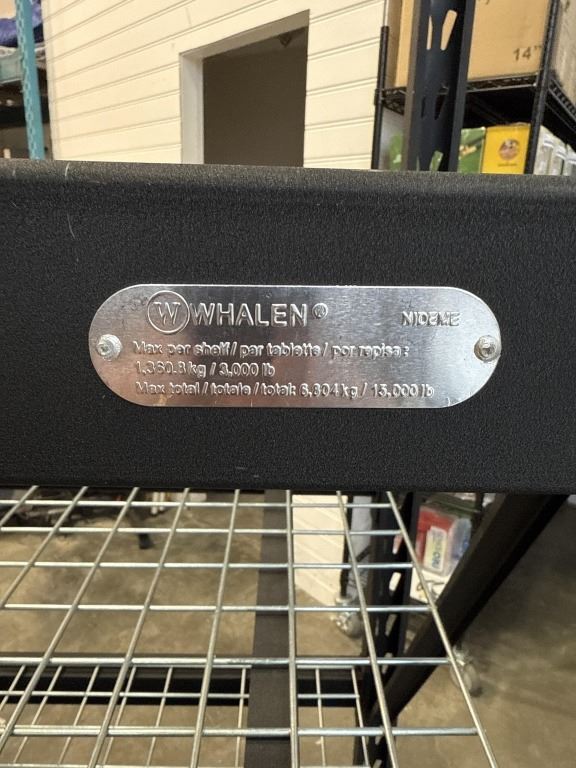 14"
W WHALEN® N1CEME
Max per shelf / par tablette / por repisa:
1,360.8 kg / 3,000 lb
Max total / totale / total: 6,804 kg / 15,000 lb